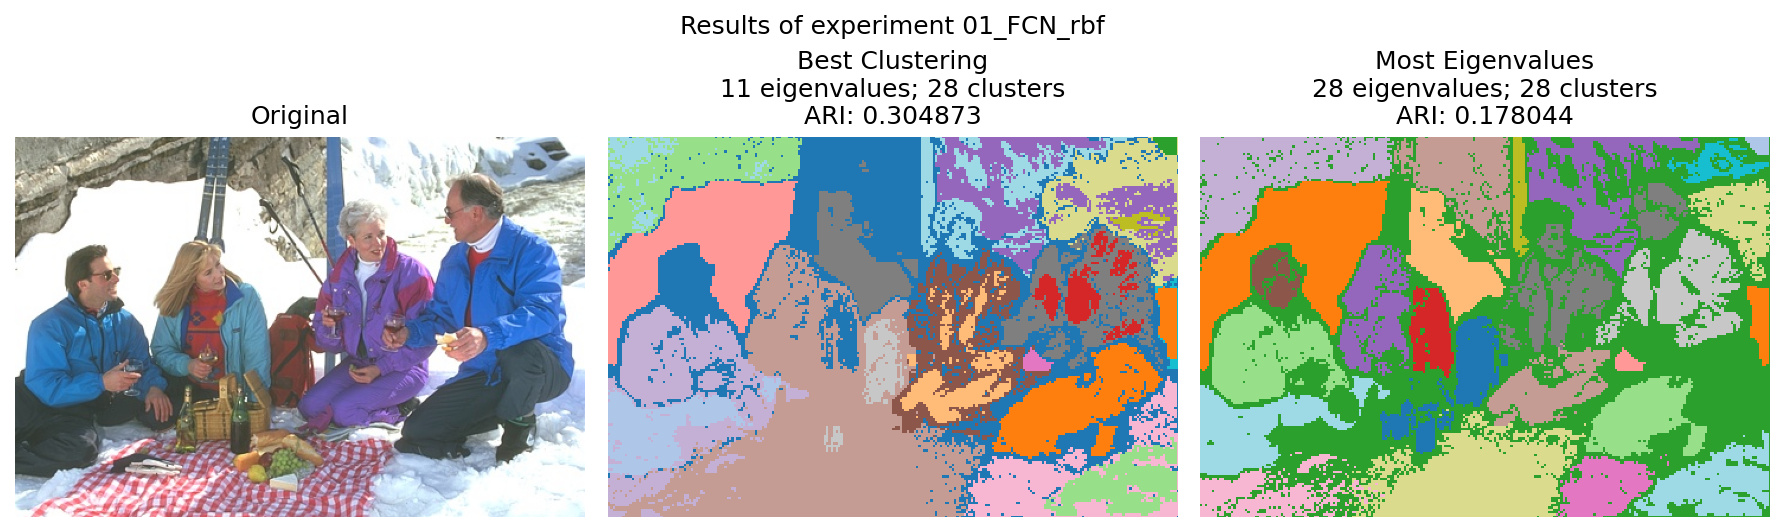 Results of experiment 01_FCN_rbf
Original
Best Clustering
11 eigenvalues; 28 clusters
ARI: 0.304873
Most Eigenvalues
28 eigenvalues; 28 clusters
ARI: 0.178044